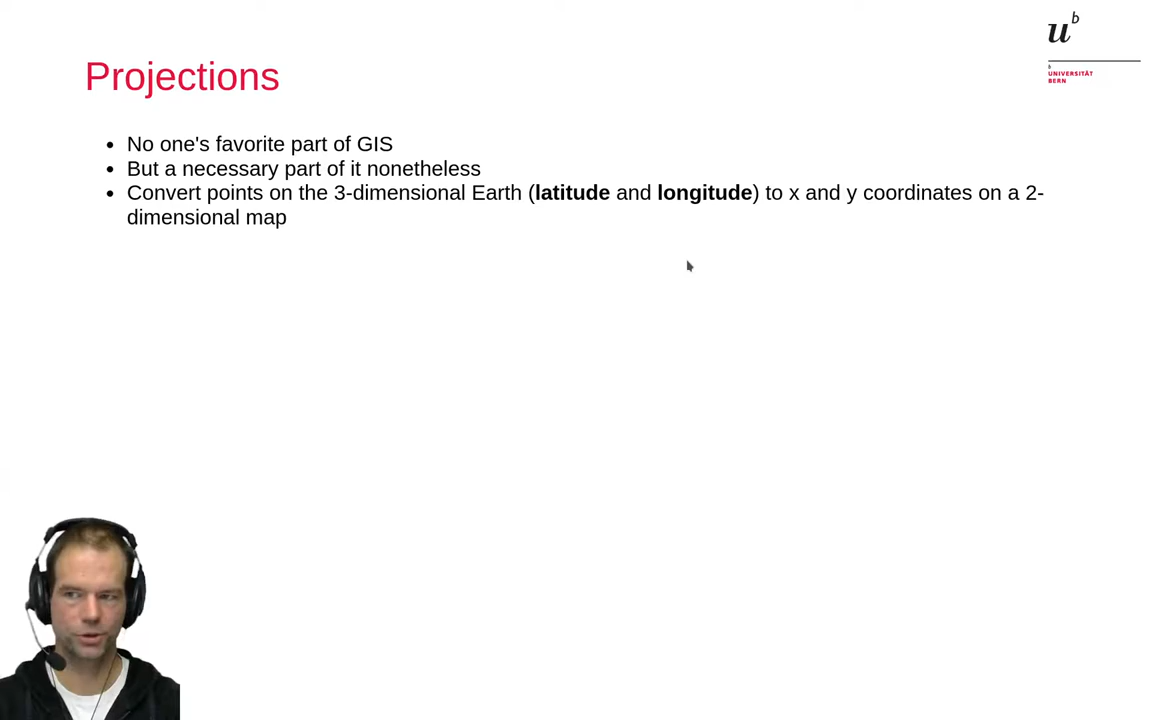 u^b
b
UNIVERSITÄT
BERN
Projections
No one's favorite part of GIS
But a necessary part of it nonetheless
Convert points on the 3-dimensional Earth (latitude and longitude) to x and y coordinates on a 2-
dimensional map